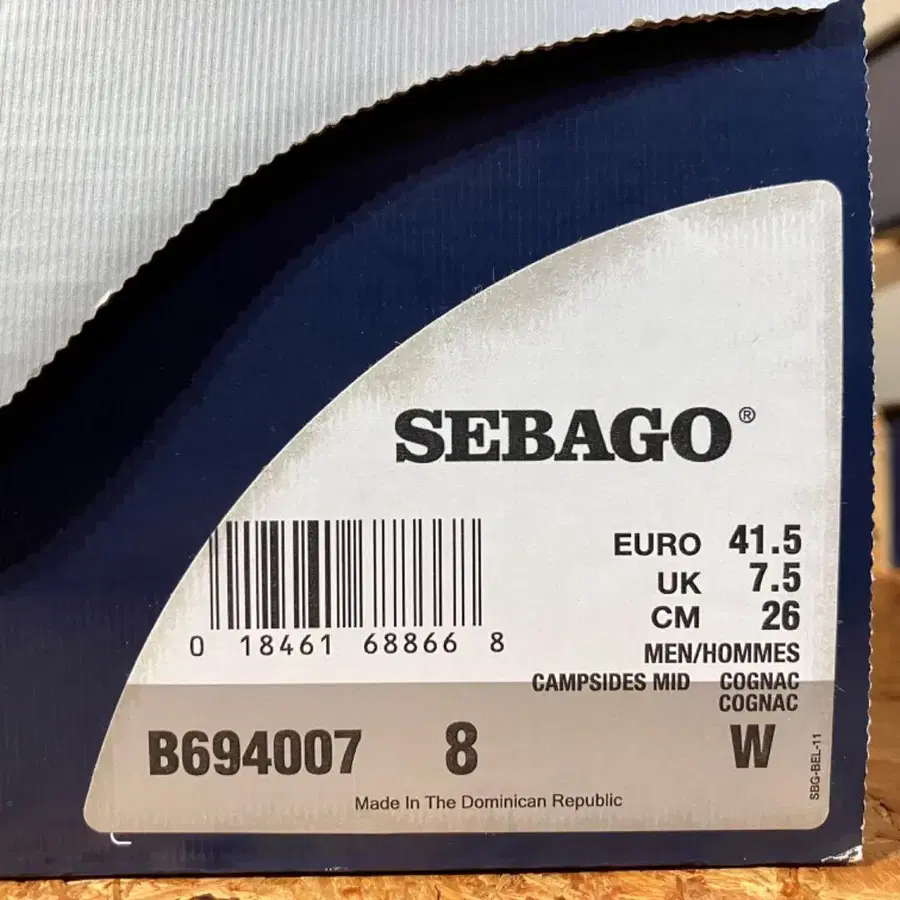 SEBAGO®
EURO 41.5
UK 7.5
CM 26
0 18461 68866 8
MEN/HOMMES
CAMPSIDES MID COGNAC
COGNAC
B694007 8 W
Made In The Dominican Republic
SBG-BEL-11